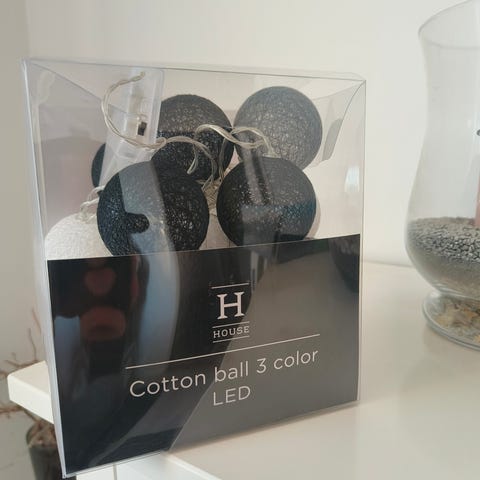 H
HOUSE
Cotton ball 3 color
LED